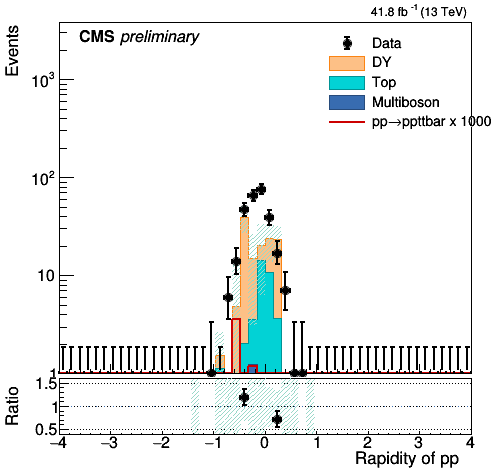 41.8 fb⁻¹ (13 TeV)
CMS preliminary
Events
Data
DY
Top
Multiboson
pp→ppttbar x 1000
10³
10²
10
1
Ratio
1.5
1
0.5
−4 −3 −2 −1 0 1 2 3 4
Rapidity of pp